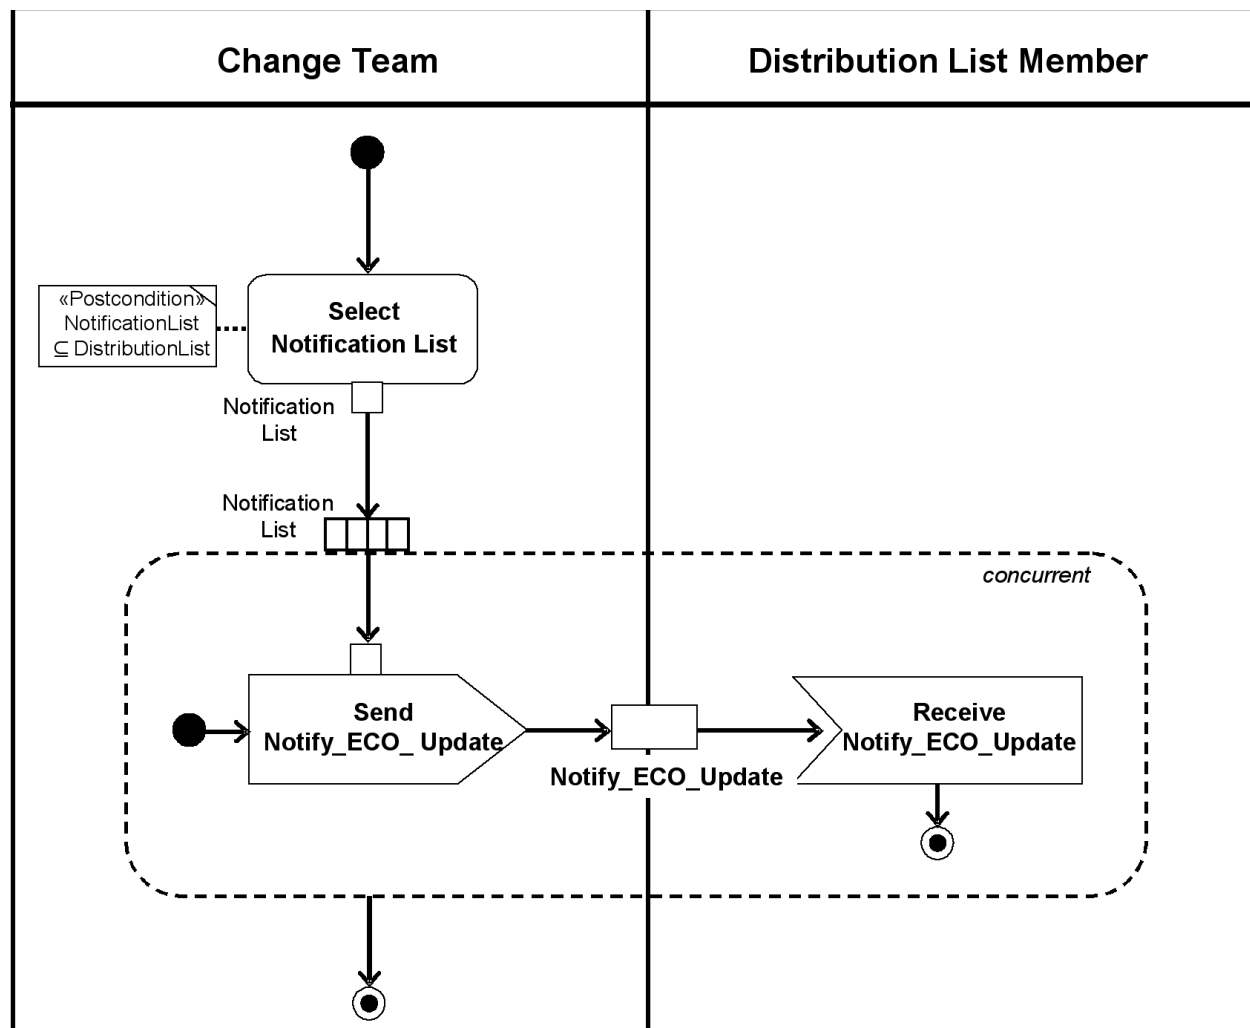 Change Team
Distribution List Member
«Postcondition»
NotificationList
⊆ DistributionList
Select
Notification List
Notification
List
Notification
List
concurrent
Send
Notify_ECO_ Update
Notify_ECO_Update
Receive
Notify_ECO_Update